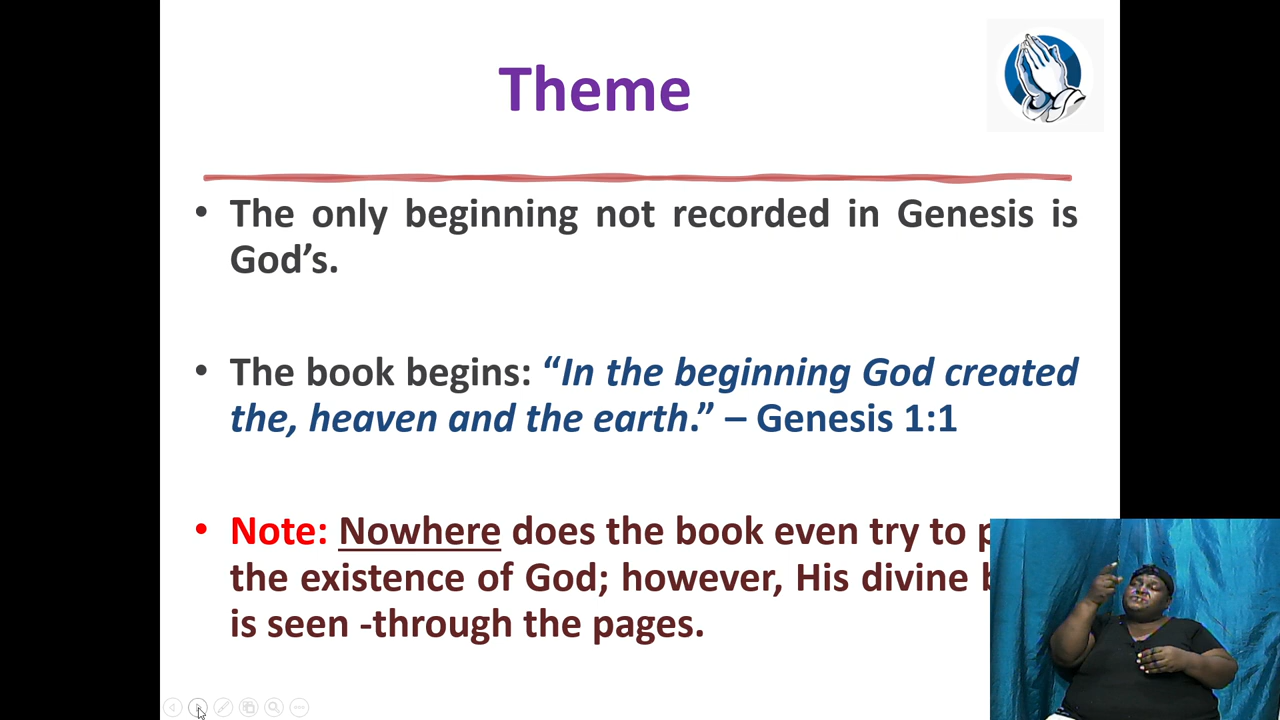 Theme
• The only beginning not recorded in Genesis is
God’s.
• The book begins: “In the beginning God created
the, heaven and the earth.” – Genesis 1:1
• Note: Nowhere does the book even try to
the existence of God; however, His divine
is seen -through the pages.